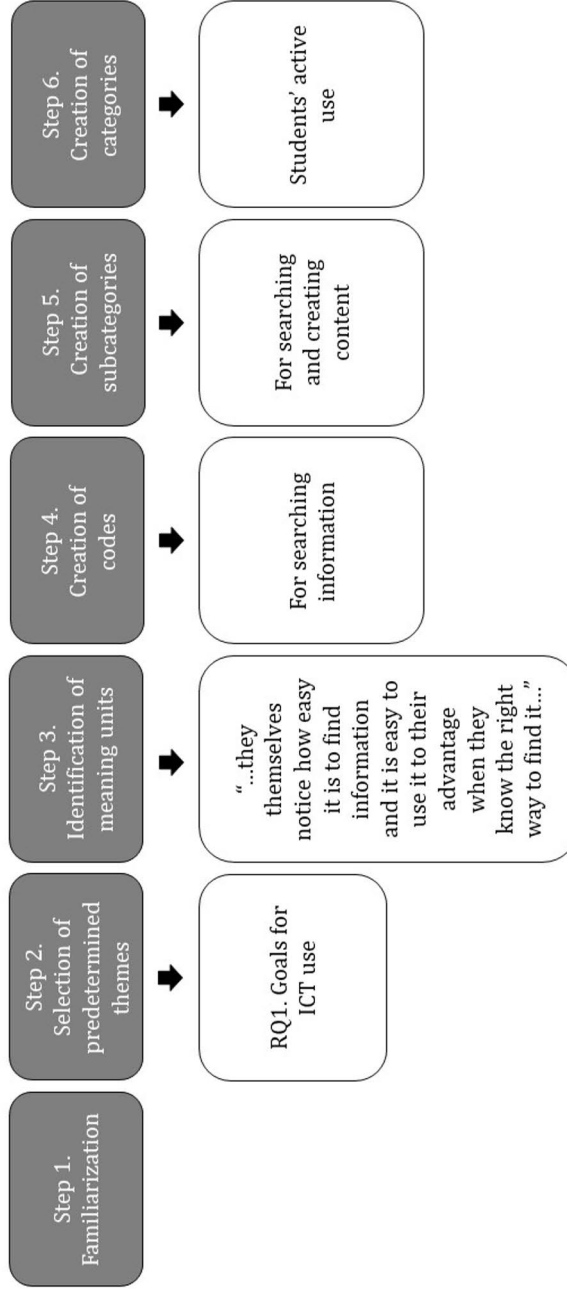 Step 1.
Familiarization
Step 2.
Selection of
predetermined
themes
RQ1. Goals for
ICT use
Step 3.
Identification of
meaning units
“…they
themselves
notice how easy
it is to find
information
and it is easy to
use it to their
advantage
when they
know the right
way to find it…”
Step 4.
Creation of
codes
For searching
information
Step 5.
Creation of
subcategories
For searching
and creating
content
Step 6.
Creation of
categories
Students’ active
use